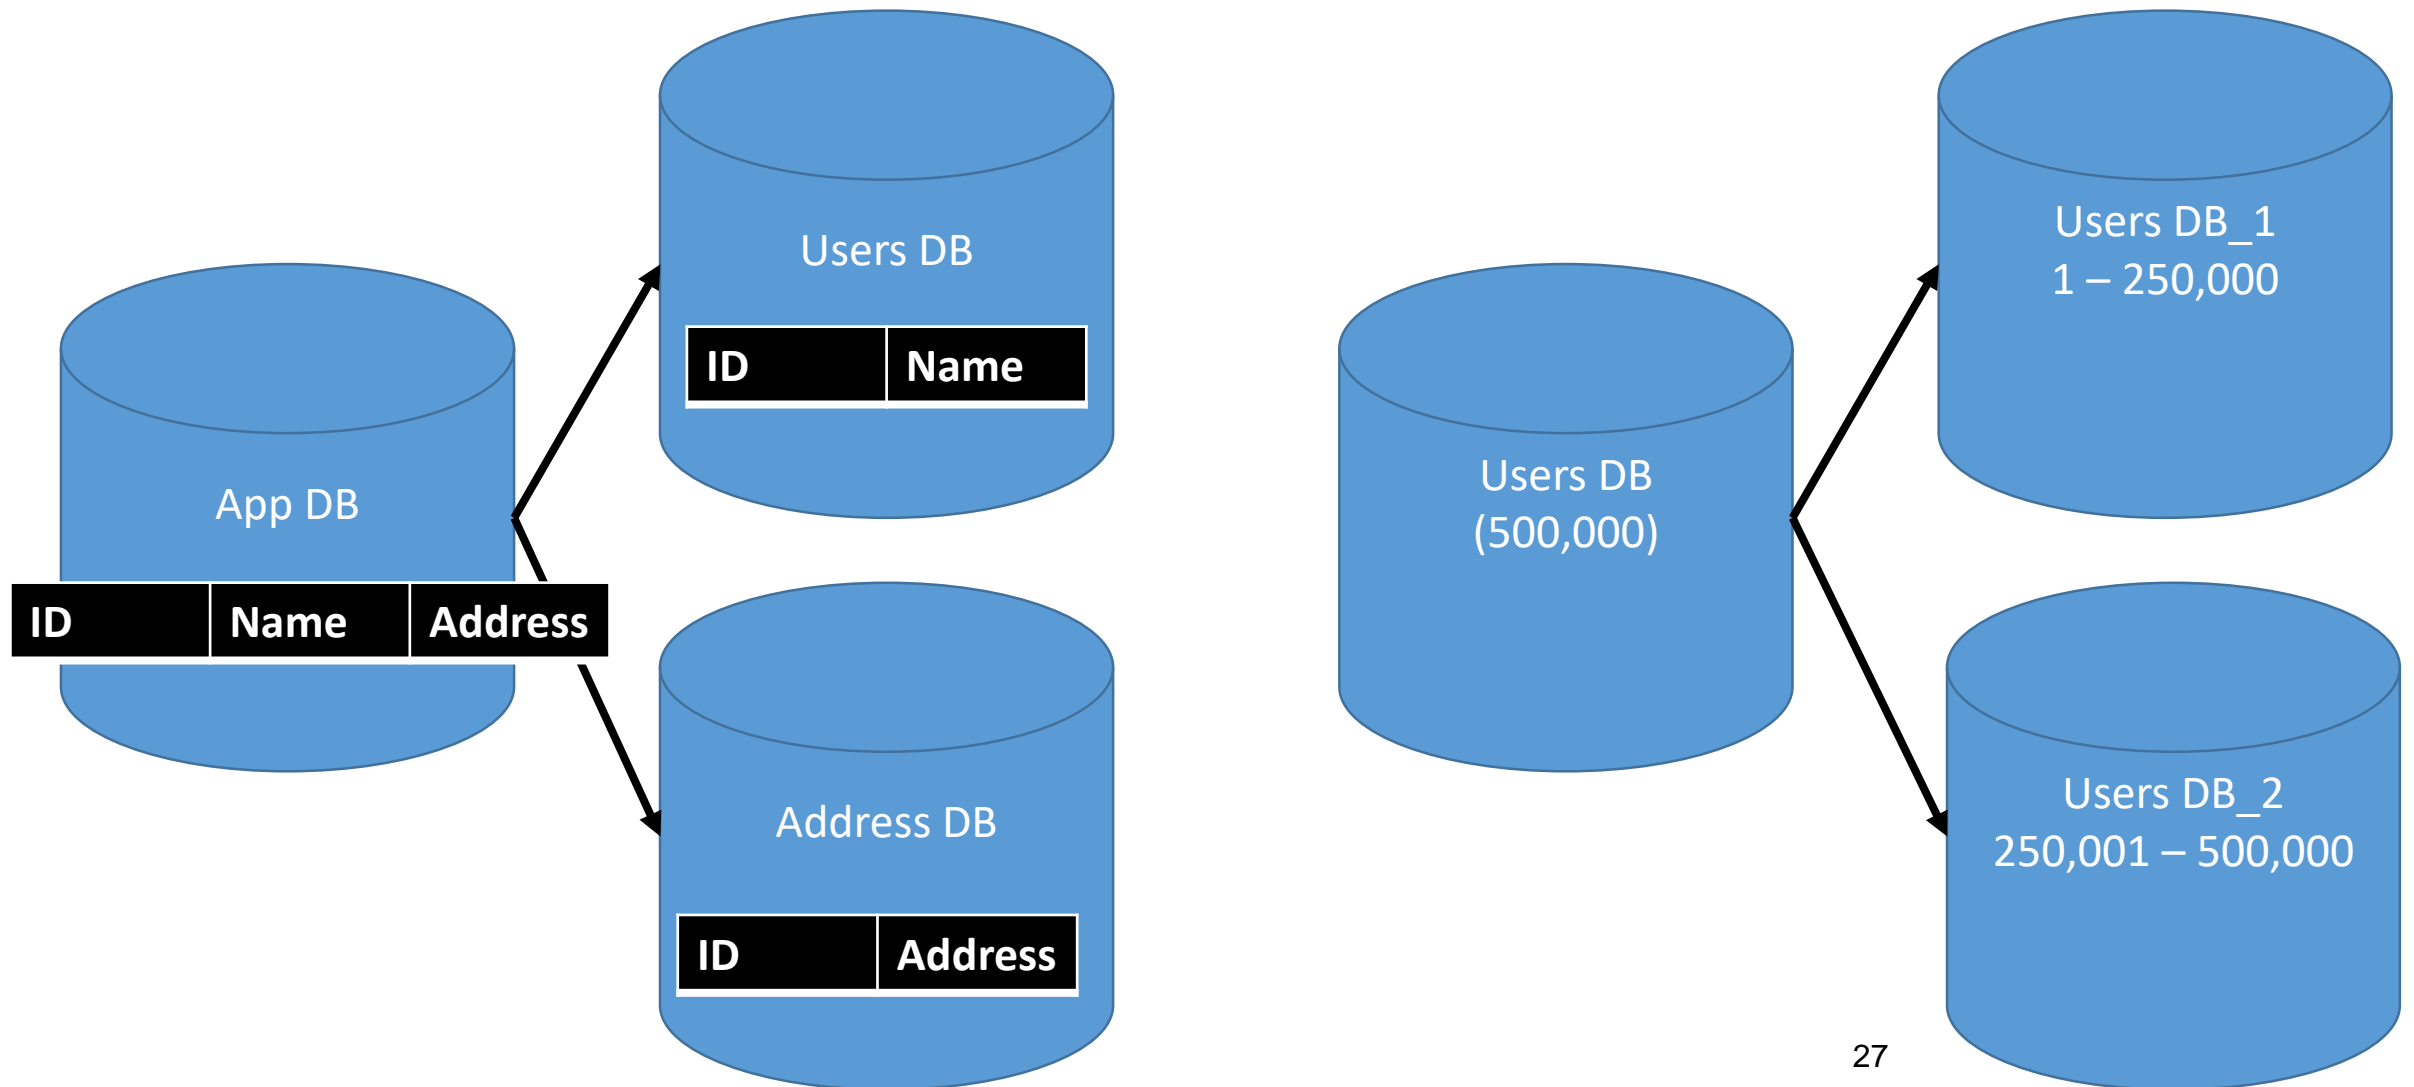 App DB
ID Name Address
Users DB
ID Name
Address DB
ID Address
Users DB
(500,000)
Users DB_1
1 – 250,000
Users DB_2
250,001 – 500,000
27